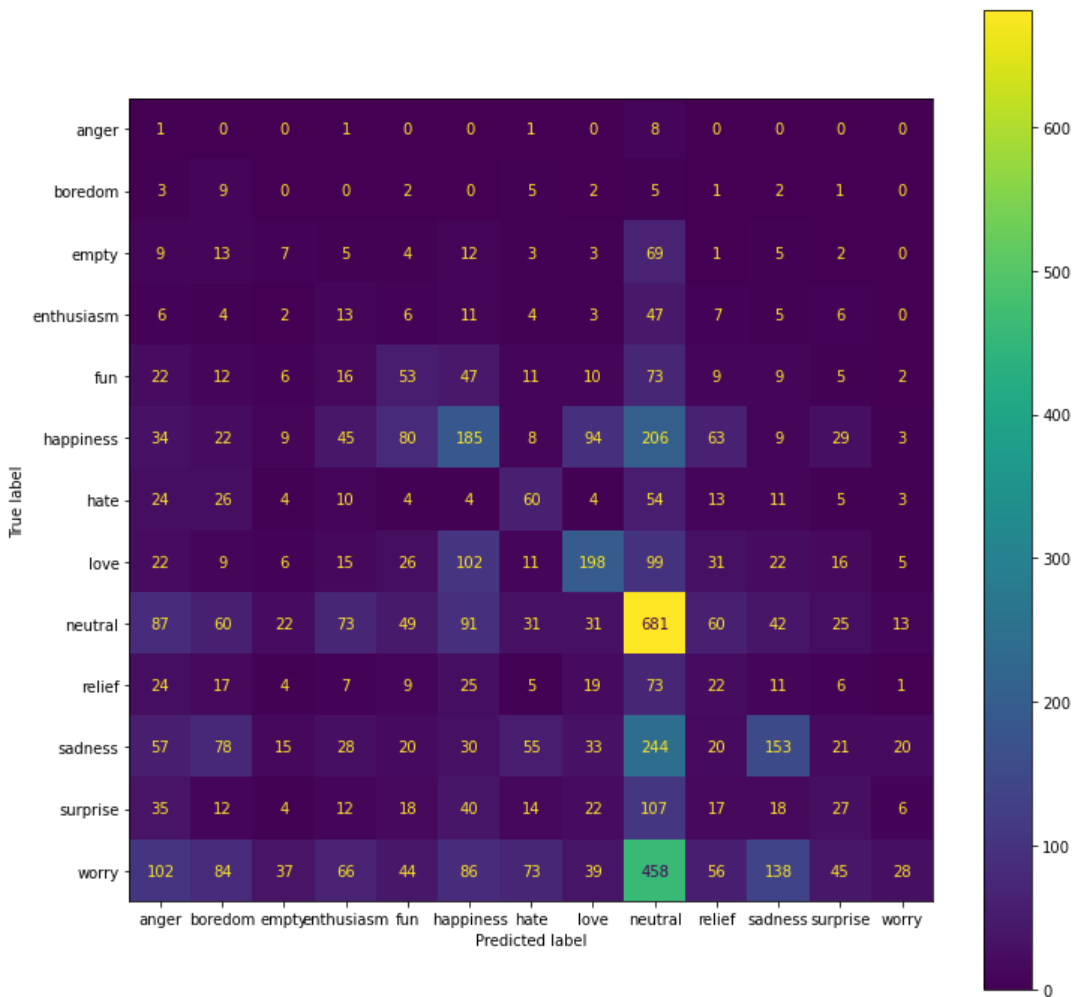 anger 1 0 0 1 0 0 1 0 8 0 0 0 0
boredom 3 9 0 0 2 0 5 2 5 1 2 1 0
empty 9 13 7 5 4 12 3 3 69 1 5 2 0
enthusiasm 6 4 2 13 6 11 4 3 47 7 5 6 0
fun 22 12 6 16 53 47 11 10 73 9 9 5 2
happiness 34 22 9 45 80 185 8 94 206 63 9 29 3
hate 24 26 4 10 4 4 60 4 54 13 11 5 3
love 22 9 6 15 26 102 11 198 99 31 22 16 5
neutral 87 60 22 73 49 91 31 31 681 60 42 25 13
relief 24 17 4 7 9 25 5 19 73 22 11 6 1
sadness 57 78 15 28 20 30 55 33 244 20 153 21 20
surprise 35 12 4 12 18 40 14 22 107 17 18 27 6
worry 102 84 37 66 44 86 73 39 458 56 138 45 28
anger boredom empty enthusiasm fun happiness hate love neutral relief sadness surprise worry
Predicted label
True label
600
500
400
300
200
100
0